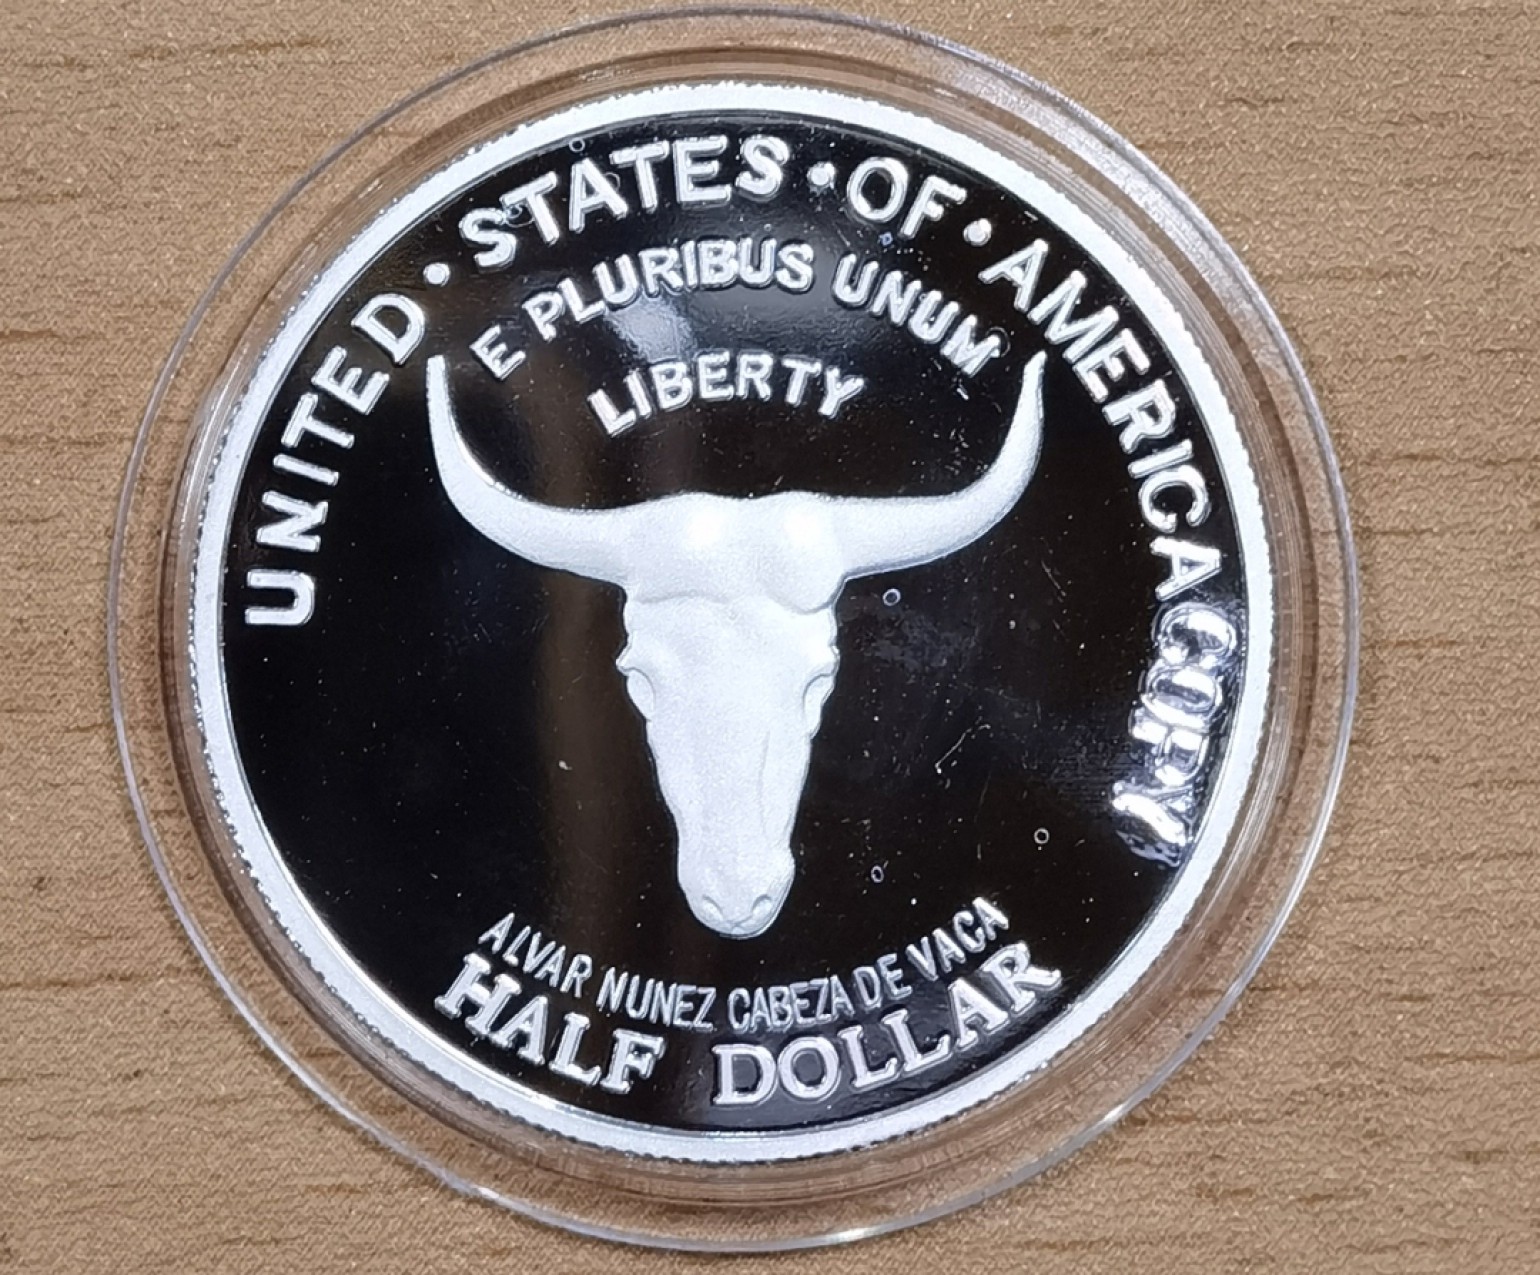 UNITED • STATES • OF • AMERICA
E PLURIBUS UNUM
LIBERTY
COPY
ALVAR NUNEZ CABEZA DE VACA
HALF DOLLAR